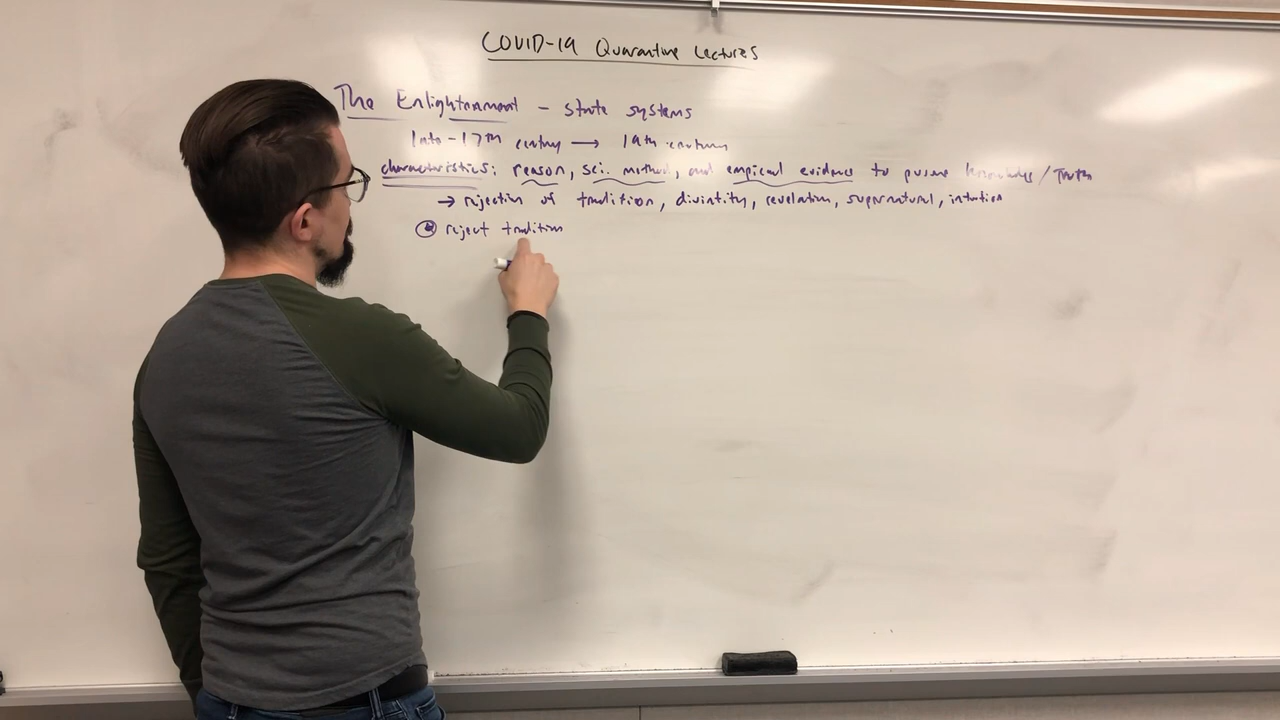 COVID-19 Quarantine Lectures
The Enlightenment - state systems
late-17th century → 19th century
characteristics: reason, sci. method, and empirical evidence to pursue knowledge/Truth
→ rejection of tradition, divinity, revelation, supernatural, intuition
reject tradition